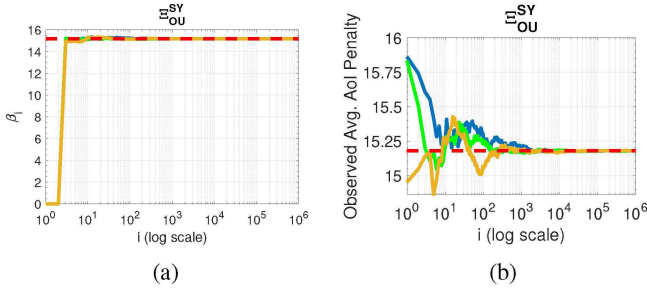 Ξ^SY_OU
16
14
12
10
8
6
4
2
0
β_i
10^0 10^1 10^2 10^3 10^4 10^5 10^6
i (log scale)
(a)
Ξ^SY_OU
16
15.75
15.5
15.25
15
Observed Avg. AoI Penalty
10^0 10^1 10^2 10^3 10^4 10^5 10^6
i (log scale)
(b)